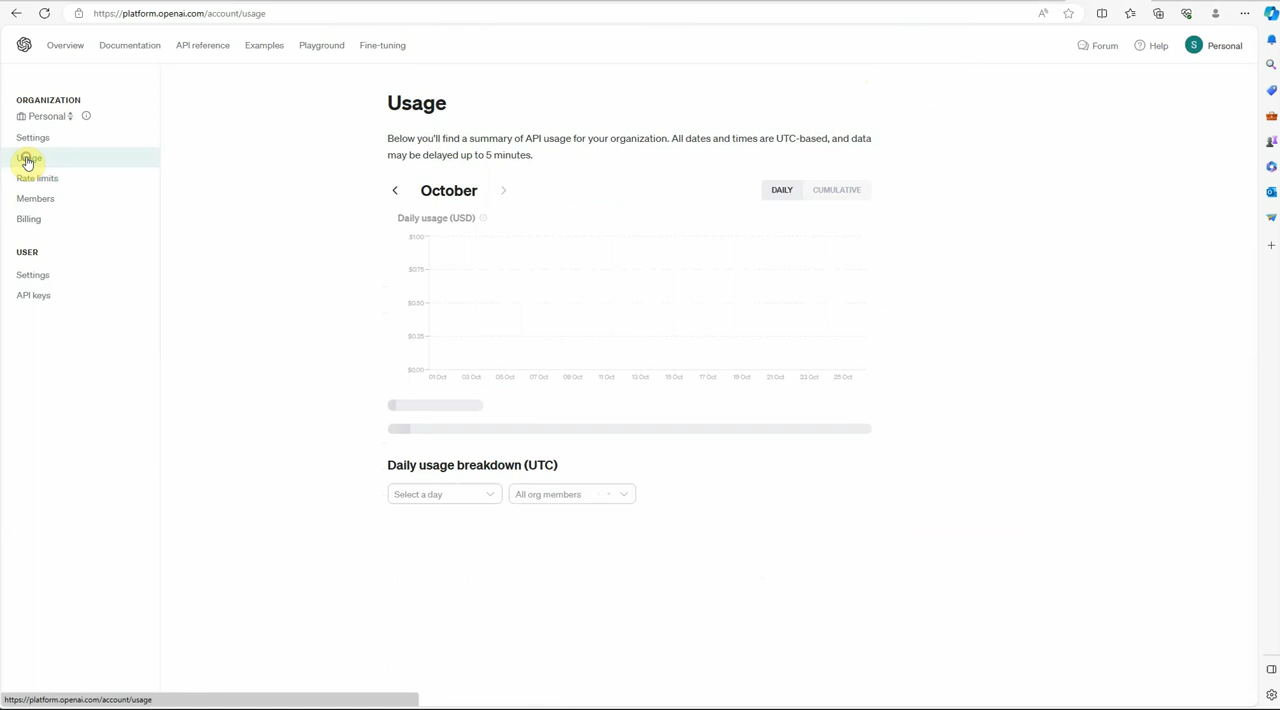 https://platform.openai.com/account/usage
Overview
Documentation
API reference
Examples
Playground
Fine-tuning
Forum
Help
S
Personal
ORGANIZATION
Personal
Settings
Usage
Rate limits
Members
Billing
USER
Settings
API keys
Usage
Below you'll find a summary of API usage for your organization. All dates and times are UTC-based, and data
may be delayed up to 5 minutes.
October
DAILY
CUMULATIVE
Daily usage (USD)
$1.00
$0.75
$0.50
$0.25
$0.00
01 Oct
03 Oct
05 Oct
07 Oct
09 Oct
11 Oct
13 Oct
15 Oct
17 Oct
19 Oct
21 Oct
23 Oct
25 Oct
Daily usage breakdown (UTC)
Select a day
All org members
https://platform.openai.com/account/usage